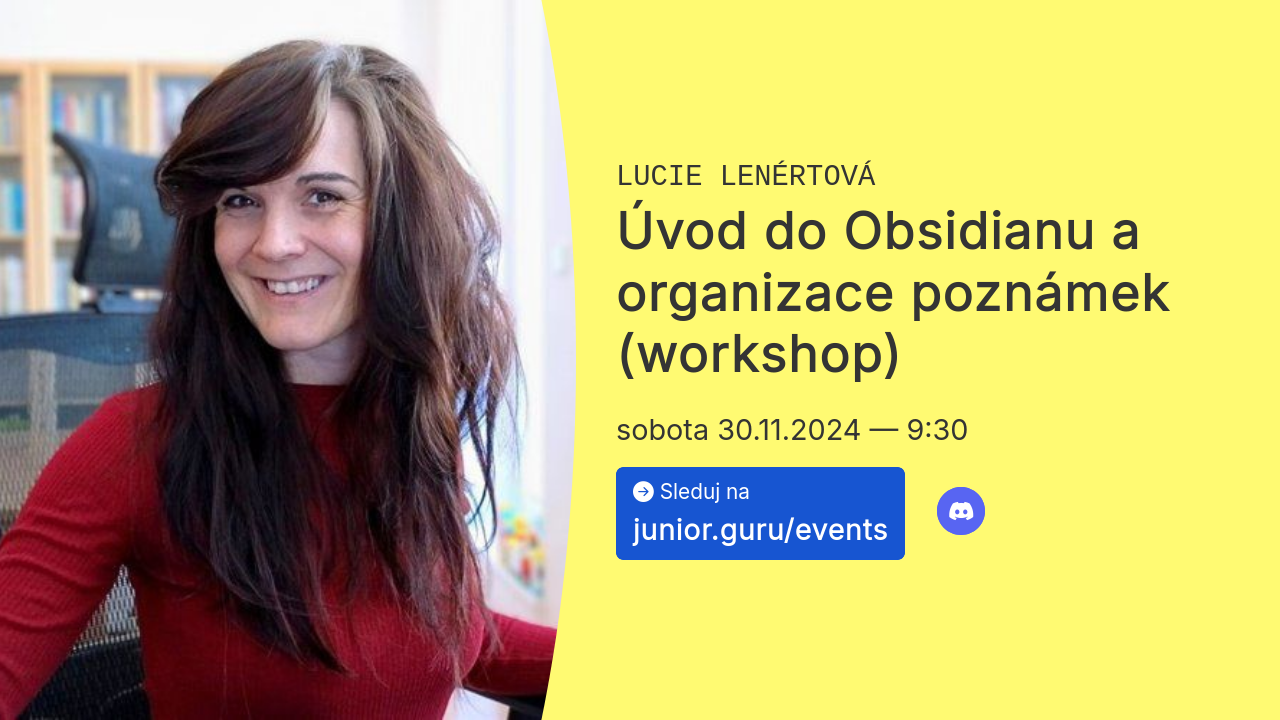 LUCIE LENÉRTOVÁ
Úvod do Obsidianu a
organizace poznámek
(workshop)
sobota 30.11.2024 — 9:30
Sleduj na
junior.guru/events